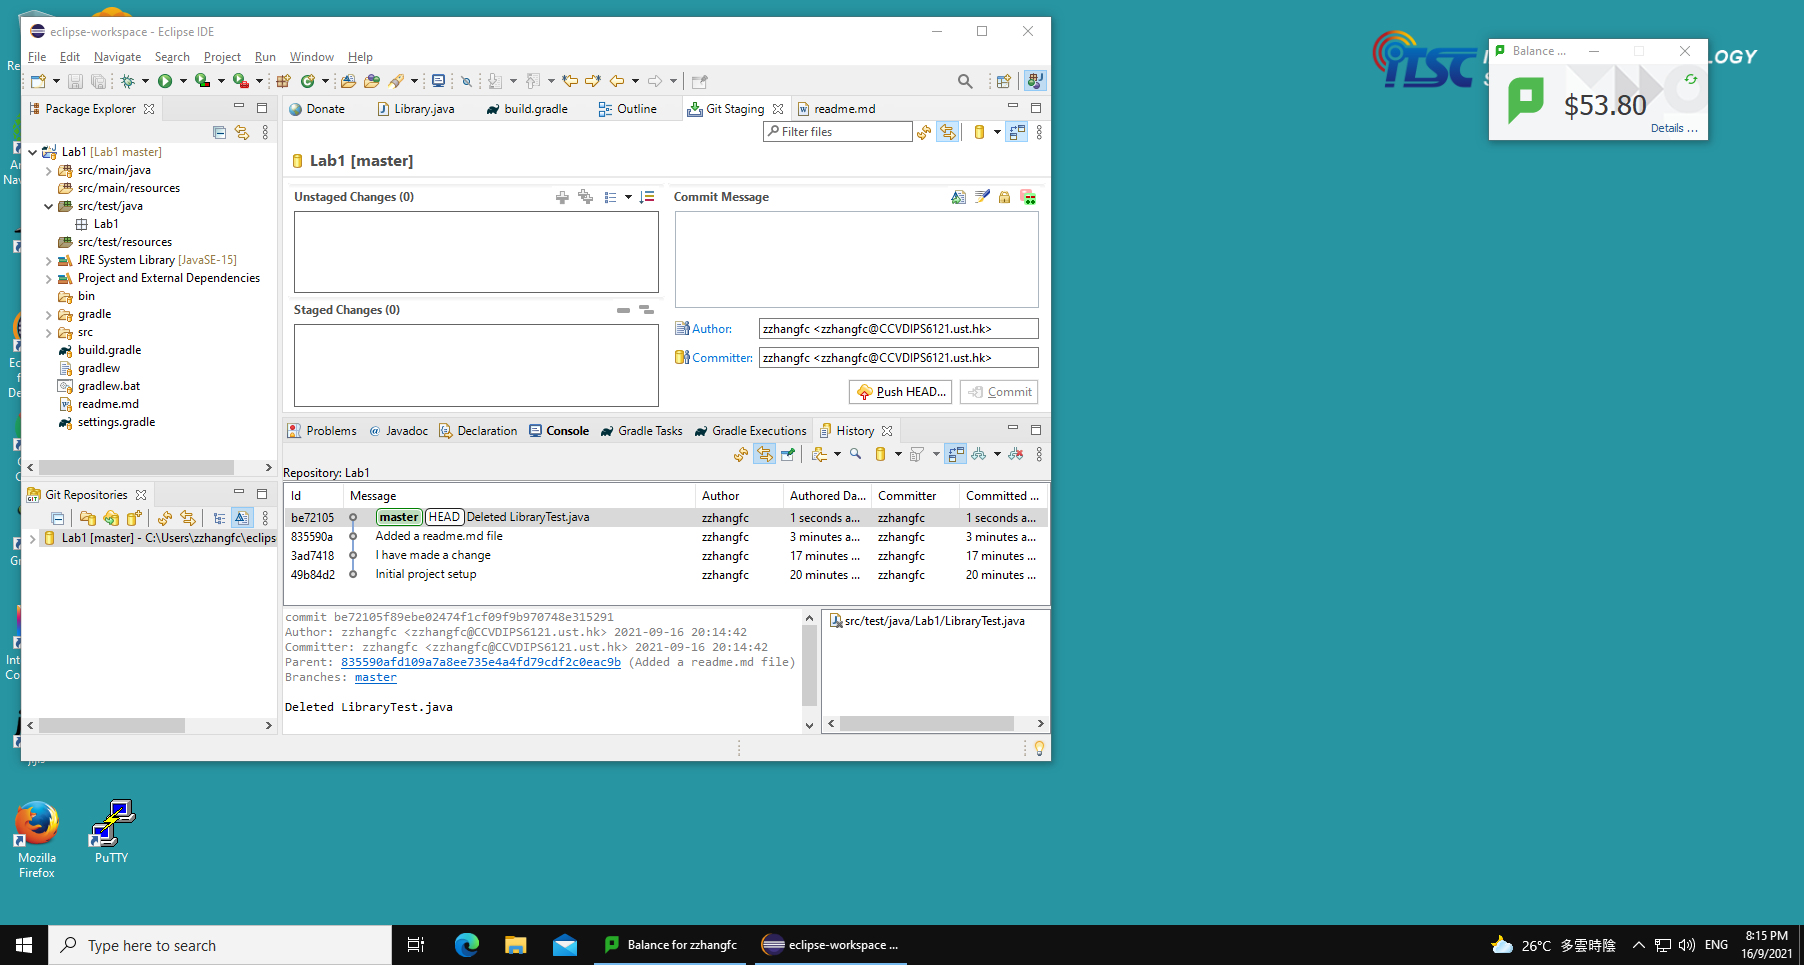 eclipse-workspace - Eclipse IDE
File Edit Navigate Search Project Run Window Help
Package Explorer
Lab1 [Lab1 master]
src/main/java
src/main/resources
src/test/java
Lab1
src/test/resources
JRE System Library [JavaSE-15]
Project and External Dependencies
bin
gradle
src
build.gradle
gradlew
gradlew.bat
readme.md
settings.gradle
Git Repositories
Lab1 [master] - C:\Users\zzhangfc\eclips
Donate Library.java build.gradle Outline Git Staging readme.md
Filter files
Lab1 [master]
Unstaged Changes (0)
Staged Changes (0)
Commit Message
Author: zzhangfc <zzhangfc@CCVDIPS6121.ust.hk>
Committer: zzhangfc <zzhangfc@CCVDIPS6121.ust.hk>
Push HEAD... Commit
Problems @ Javadoc Declaration Console Gradle Tasks Gradle Executions History
Repository: Lab1
Id Message Author Authored Da... Committer Committed ...
be72105 master HEAD Deleted LibraryTest.java zzhangfc 1 seconds a... zzhangfc 1 seconds a...
835590a Added a readme.md file zzhangfc 3 minutes a... zzhangfc 3 minutes a...
3ad7418 I have made a change zzhangfc 17 minutes ... zzhangfc 17 minutes ...
49b84d2 Initial project setup zzhangfc 20 minutes ... zzhangfc 20 minutes ...
commit be72105f89ebe02474f1cf09f9b970748e315291
Author: zzhangfc <zzhangfc@CCVDIPS6121.ust.hk> 2021-09-16 20:14:42
Committer: zzhangfc <zzhangfc@CCVDIPS6121.ust.hk> 2021-09-16 20:14:42
Parent: 835590afd109a7a8ee735e4a4fd79cdf2c0eac9b (Added a readme.md file)
Branches: master
Deleted LibraryTest.java
src/test/java/Lab1/LibraryTest.java
ITSC
OLOGY
Balance ...
$53.80
Details ...
Mozilla
Firefox
PuTTY
Type here to search
Balance for zzhangfc
eclipse-workspace ...
26°C 多雲時陰
ENG
8:15 PM
16/9/2021